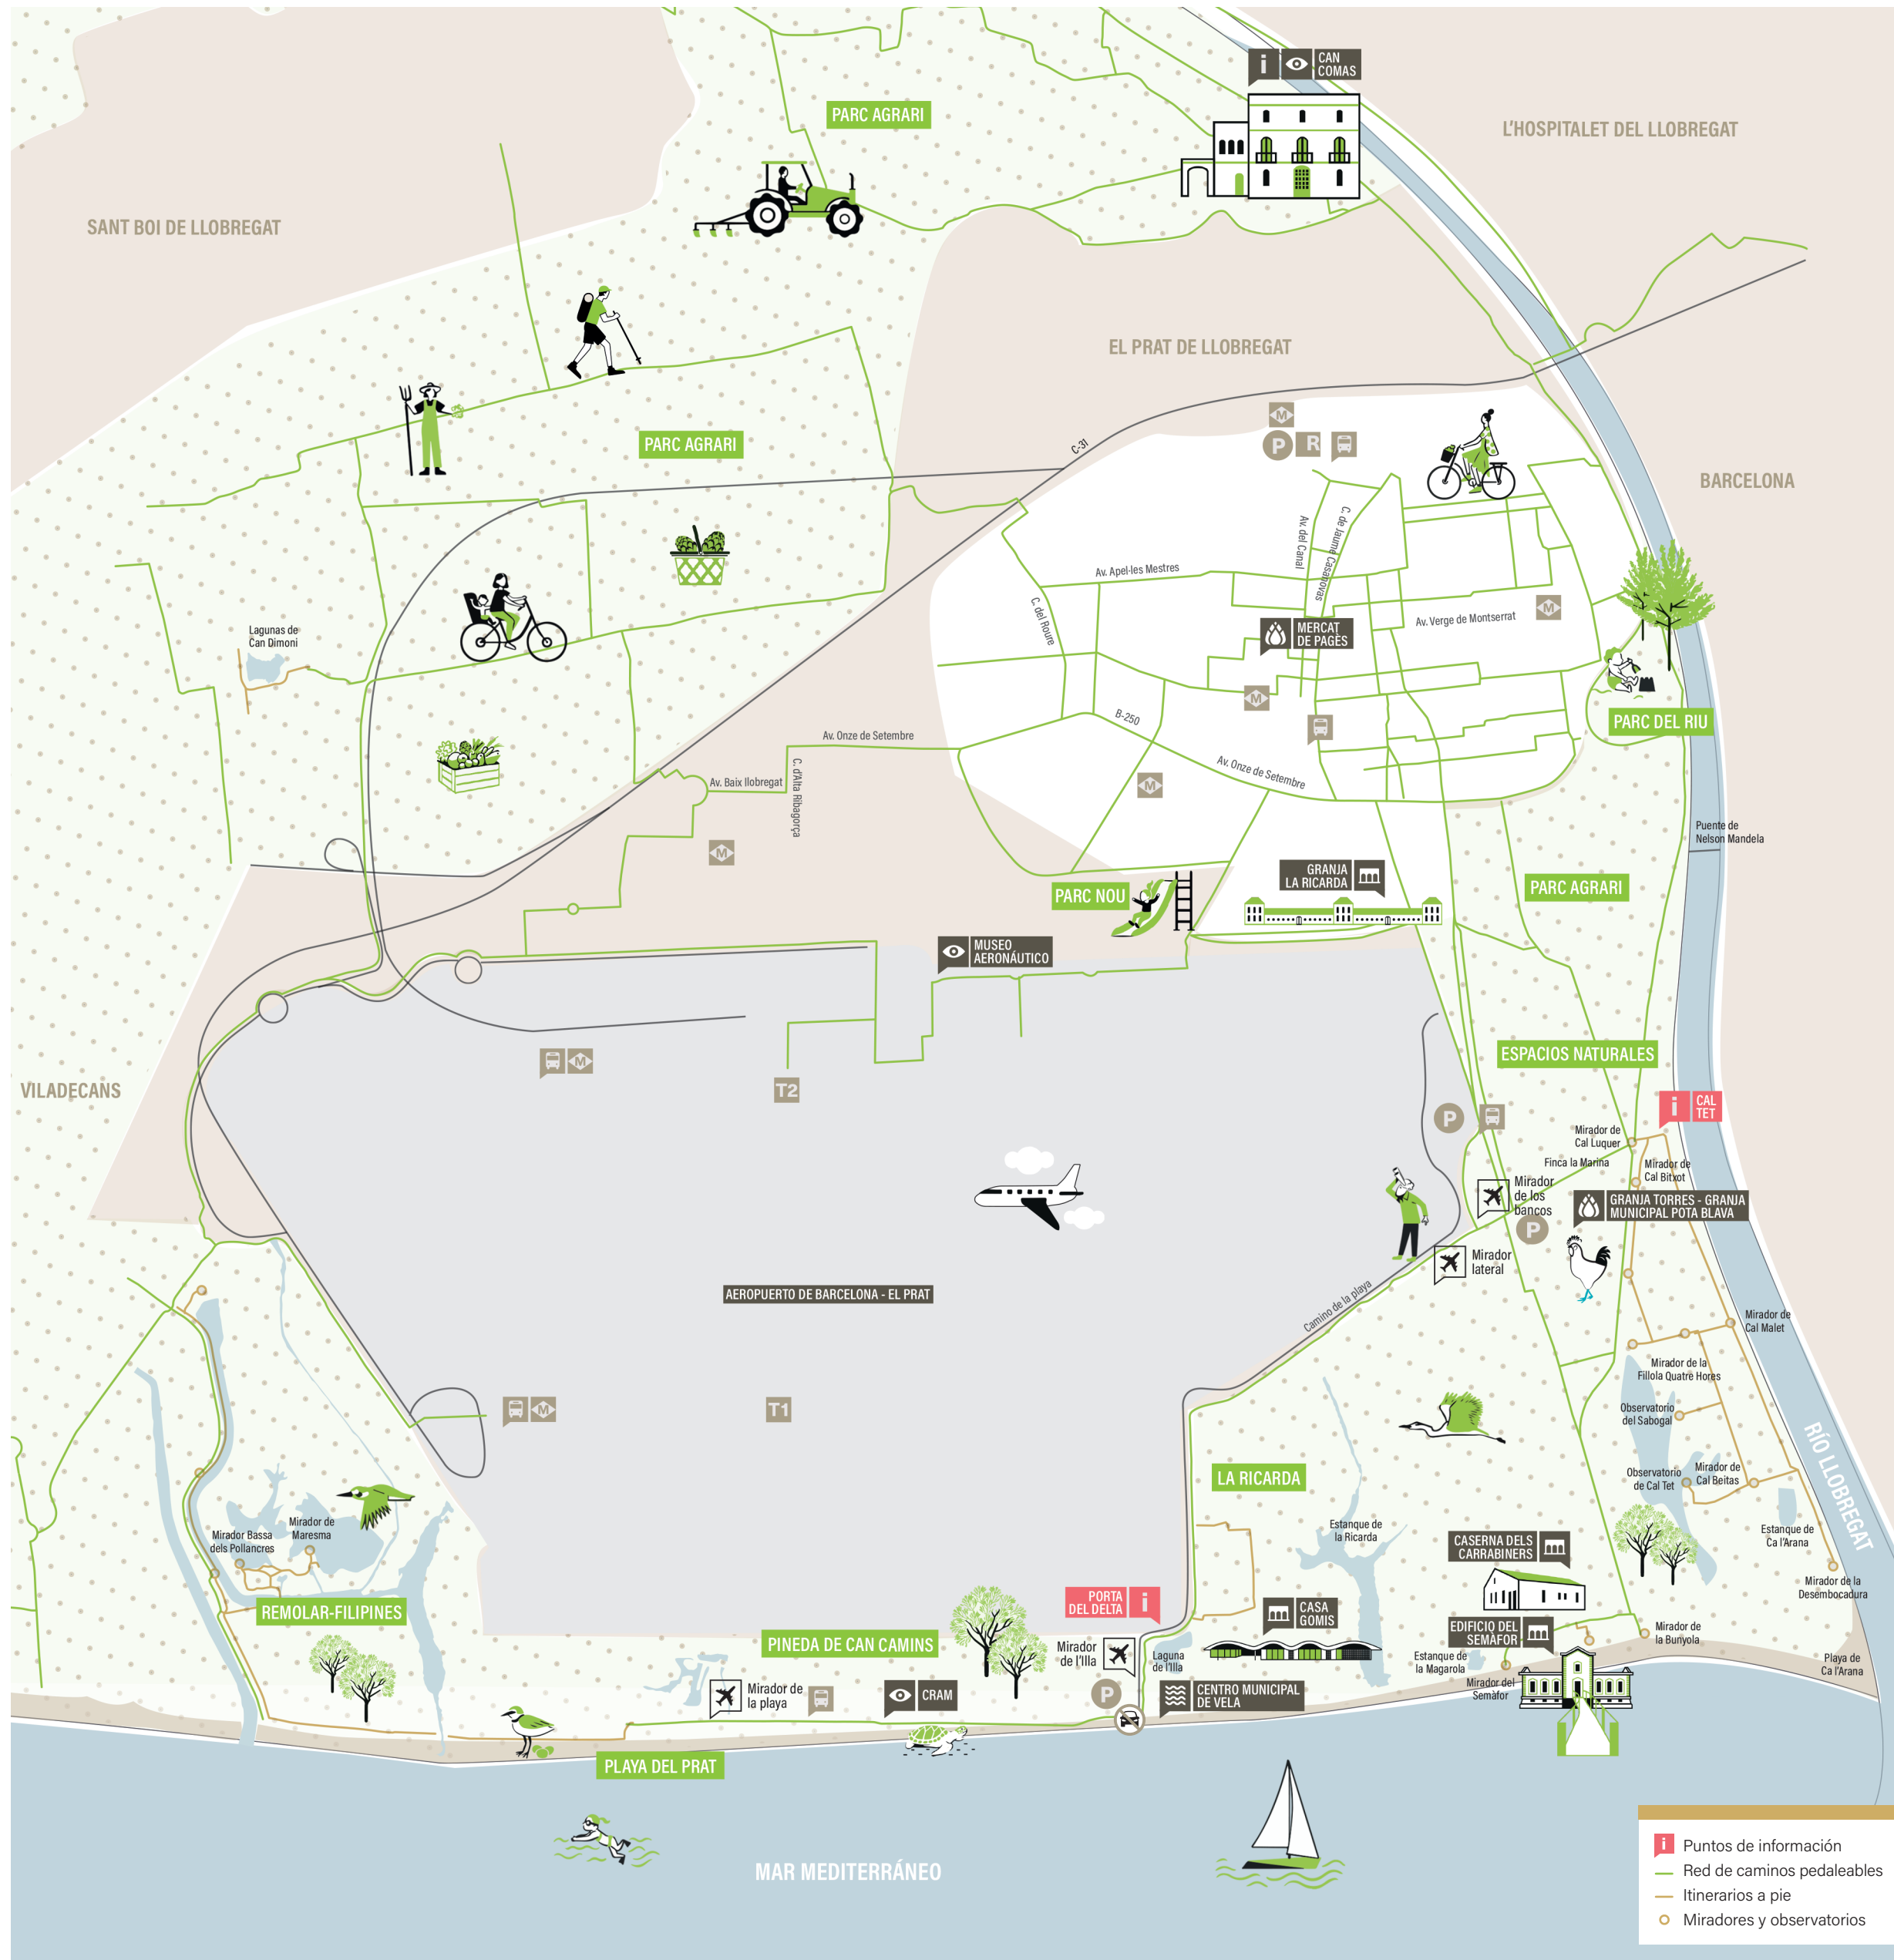 i
CAN
COMAS
PARC AGRARI
L'HOSPITALET DEL LLOBREGAT
SANT BOI DE LLOBREGAT
EL PRAT DE LLOBREGAT
M
P
R
C-31
PARC AGRARI
BARCELONA
Av. del Canal
C. de Jaume Casanovas
Av. Apel·les Mestres
C. del Roure
M
Av. Verge de Montserrat
MERCAT
DE PAGÈS
Lagunas de
Can Dimoni
M
PARC DEL RIU
B-250
Av. Onze de Setembre
Av. Onze de Setembre
Av. Baix llobregat
C. d'Alta Ribagorça
M
M
Puente de
Nelson Mandela
GRANJA
LA RICARDA
PARC NOU
PARC AGRARI
MUSEO
AERONÁUTICO
ESPACIOS NATURALES
M
T2
VILADECANS
P
i
CAL
TET
Mirador de
Cal Luquer
Finca la Marina
Mirador de
Cal Bitxot
Mirador
de los
bancos
GRANJA TORRES - GRANJA
MUNICIPAL POTA BLAVA
P
Mirador
lateral
AEROPUERTO DE BARCELONA - EL PRAT
Camino de la playa
Mirador de
Cal Malet
Mirador de la
Fillola Quatre Hores
M
T1
Observatorio
del Sabogal
RÍO LLOBREGAT
LA RICARDA
Observatorio
de Cal Tet
Mirador de
Cal Beitas
Mirador de
Maresma
Mirador Bassa
dels Pollancres
Estanque de
la Ricarda
Estanque de
Ca l'Arana
CASERNA DELS
CARRABINERS
Mirador de la
Desembocadura
REMOLAR-FILIPINES
PORTA
DEL DELTA
i
CASA
GOMIS
EDIFICIO DEL
SEMÀFOR
Mirador de
la Bunyola
PINEDA DE CAN CAMINS
Mirador
de l'Illa
Laguna
de l'Illa
Estanque de
la Magarola
Playa de
Ca l'Arana
Mirador del
Semàfor
Mirador de
la playa
CRAM
P
CENTRO MUNICIPAL
DE VELA
PLAYA DEL PRAT
MAR MEDITERRÁNEO
i
Puntos de información
Red de caminos pedaleables
Itinerarios a pie
Miradores y observatorios